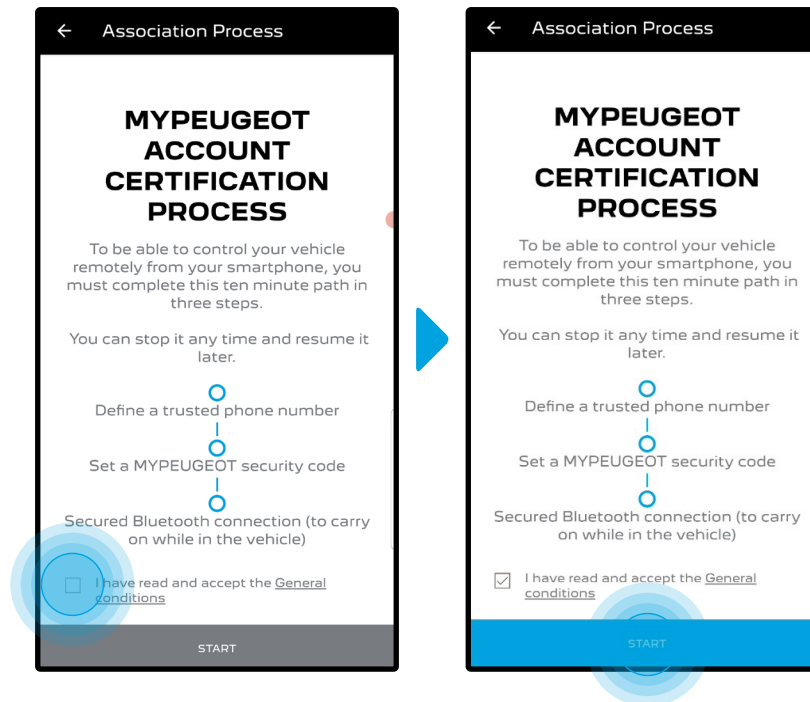 Association Process
MYPEUGEOT
ACCOUNT
CERTIFICATION
PROCESS
To be able to control your vehicle
remotely from your smartphone, you
must complete this ten minute path in
three steps.
You can stop it any time and resume it
later.
Define a trusted phone number
Set a MYPEUGEOT security code
Secured Bluetooth connection (to carry
on while in the vehicle)
I have read and accept the General
conditions
START
Association Process
MYPEUGEOT
ACCOUNT
CERTIFICATION
PROCESS
To be able to control your vehicle
remotely from your smartphone, you
must complete this ten minute path in
three steps.
You can stop it any time and resume it
later.
Define a trusted phone number
Set a MYPEUGEOT security code
Secured Bluetooth connection (to carry
on while in the vehicle)
I have read and accept the General
conditions
START